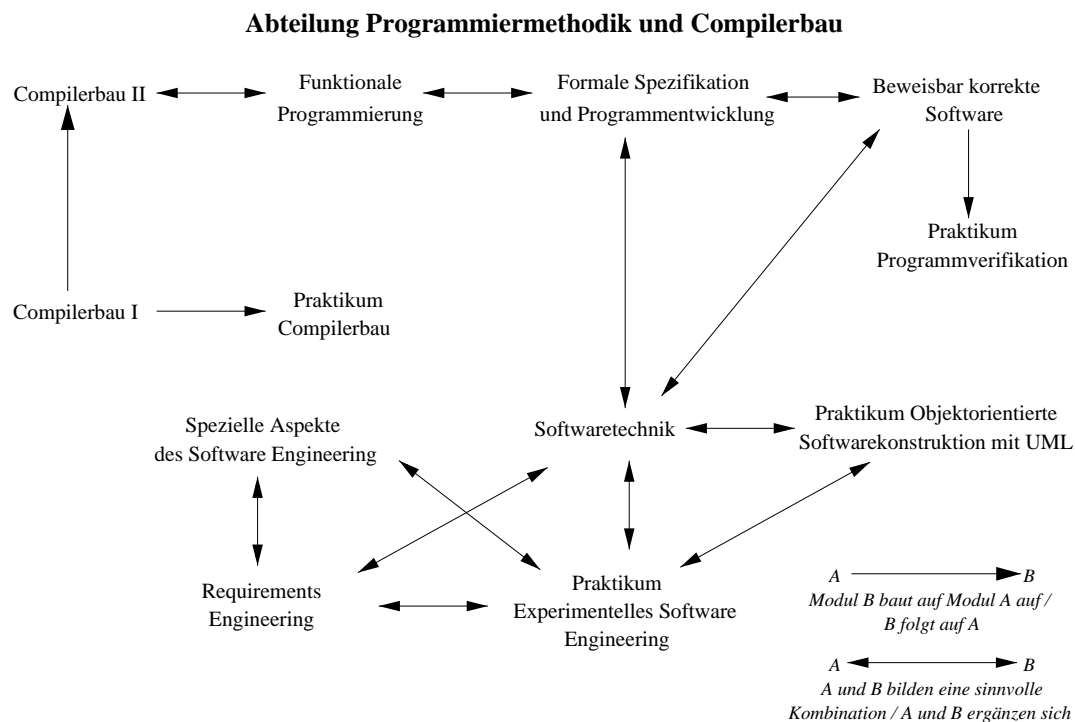 Abteilung Programmiermethodik und Compilerbau
Compilerbau II
Funktionale
Programmierung
Formale Spezifikation
und Programmentwicklung
Beweisbar korrekte
Software
Praktikum
Programmverifikation
Compilerbau I
Praktikum
Compilerbau
Spezielle Aspekte
des Software Engineering
Softwaretechnik
Praktikum Objektorientierte
Softwarekonstruktion mit UML
Requirements
Engineering
Praktikum
Experimentelles Software
Engineering
A B
Modul B baut auf Modul A auf /
B folgt auf A
A B
A und B bilden eine sinnvolle
Kombination / A und B ergänzen sich